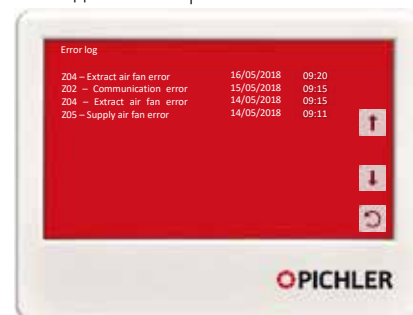 Error log
Z04 – Extract air fan error 16/05/2018 09:20
Z02 – Communication error 15/05/2018 09:15
Z04 – Extract air fan error 14/05/2018 09:15
Z05 – Supply air fan error 14/05/2018 09:11
PICHLER